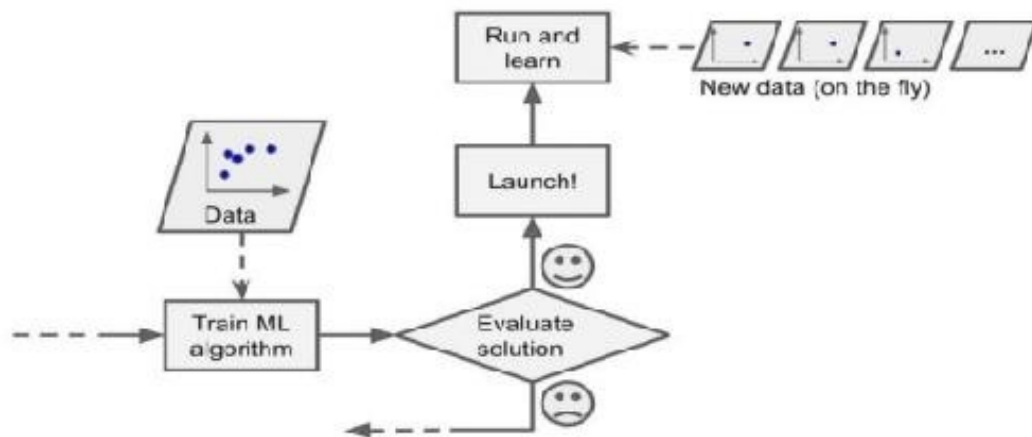 Run and
learn
...
New data (on the fly)
Launch!
Data
Train ML
algorithm
Evaluate
solution